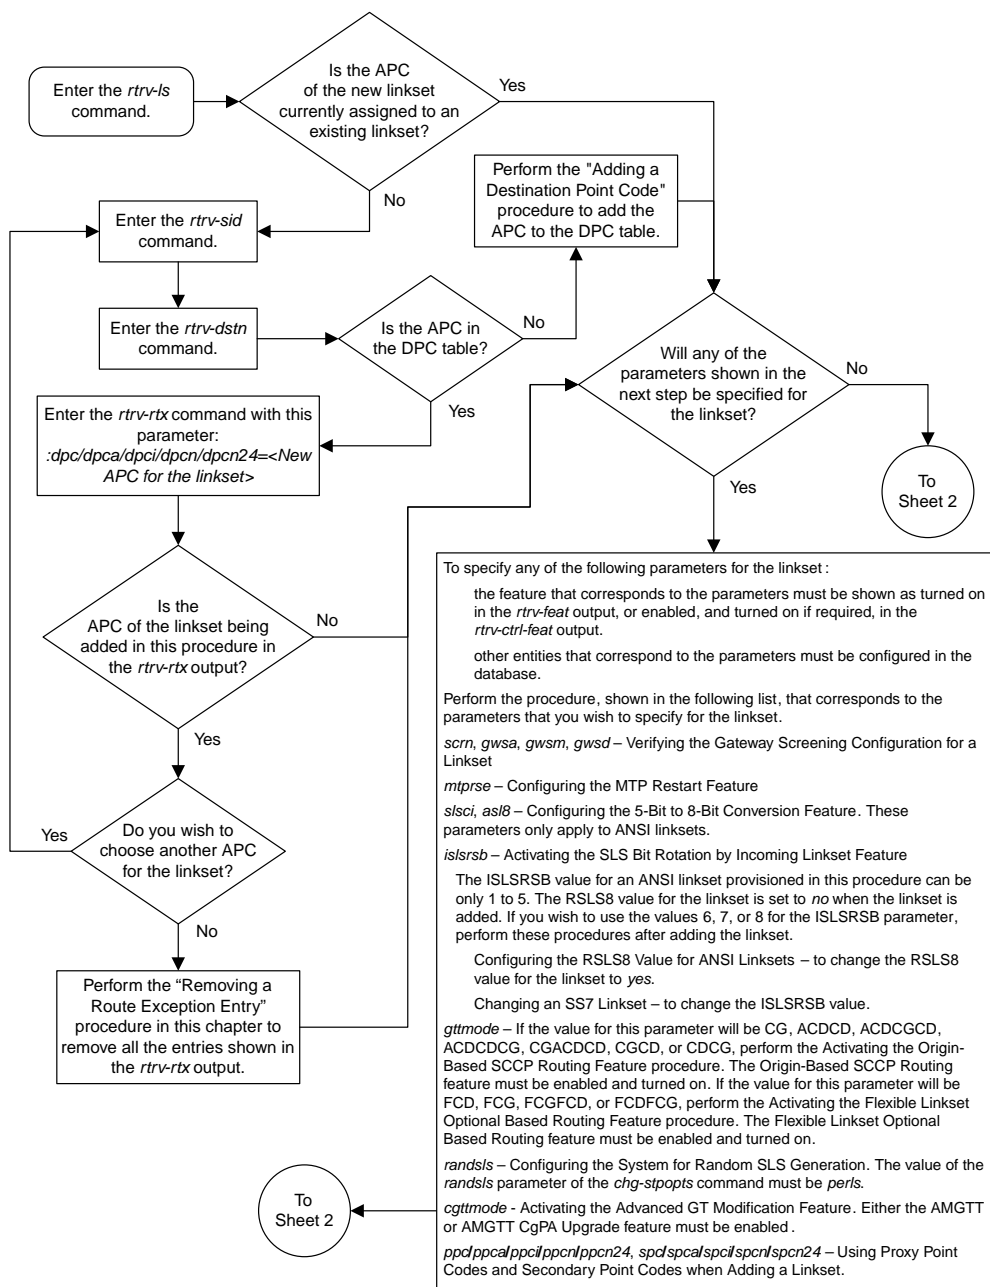 Enter the rtrv-ls
command.
Is the APC
of the new linkset
currently assigned to an
existing linkset?
Yes
No
Enter the rtrv-sid
command.
Perform the "Adding a
Destination Point Code"
procedure to add the
APC to the DPC table.
Enter the rtrv-dstn
command.
Is the APC in
the DPC table?
No
Yes
Will any of the
parameters shown in the
next step be specified for
the linkset?
No
Yes
To
Sheet 2
Enter the rtrv-rtx command with this
parameter:
:dpc/dpca/dpci/dpcn/dpcn24=<New
APC for the linkset>
Is the
APC of the linkset being
added in this procedure in
the rtrv-rtx output?
No
Yes
Do you wish to
choose another APC
for the linkset?
Yes
No
Perform the “Removing a
Route Exception Entry”
procedure in this chapter to
remove all the entries shown in
the rtrv-rtx output.
To specify any of the following parameters for the linkset :
the feature that corresponds to the parameters must be shown as turned on
in the rtrv-feat output, or enabled, and turned on if required, in the
rtrv-ctrl-feat output.
other entities that correspond to the parameters must be configured in the
database.
Perform the procedure, shown in the following list, that corresponds to the
parameters that you wish to specify for the linkset.
scrn, gwsa, gwsm, gwsd – Verifying the Gateway Screening Configuration for a
Linkset
mtprse – Configuring the MTP Restart Feature
slsci, asl8 – Configuring the 5-Bit to 8-Bit Conversion Feature. These
parameters only apply to ANSI linksets.
islsrsb – Activating the SLS Bit Rotation by Incoming Linkset Feature
The ISLSRSB value for an ANSI linkset provisioned in this procedure can be
only 1 to 5. The RSLS8 value for the linkset is set to no when the linkset is
added. If you wish to use the values 6, 7, or 8 for the ISLSRSB parameter,
perform these procedures after adding the linkset.
Configuring the RSLS8 Value for ANSI Linksets – to change the RSLS8
value for the linkset to yes.
Changing an SS7 Linkset – to change the ISLSRSB value.
gttmode – If the value for this parameter will be CG, ACDCD, ACDCGCD,
ACDCDCG, CGACDCD, CGCD, or CDCG, perform the Activating the Origin-
Based SCCP Routing Feature procedure. The Origin-Based SCCP Routing
feature must be enabled and turned on. If the value for this parameter will be
FCD, FCG, FCGFCD, or FCDFCG, perform the Activating the Flexible Linkset
Optional Based Routing Feature procedure. The Flexible Linkset Optional
Based Routing feature must be enabled and turned on.
randsls – Configuring the System for Random SLS Generation. The value of the
randsls parameter of the chg-stpopts command must be perls.
cgttmode - Activating the Advanced GT Modification Feature. Either the AMGTT
or AMGTT CgPA Upgrade feature must be enabled .
ppc/ppca/ppci/ppcn/ppcn24, spc/spca/spci/spcn/spcn24 – Using Proxy Point
Codes and Secondary Point Codes when Adding a Linkset.
To
Sheet 2